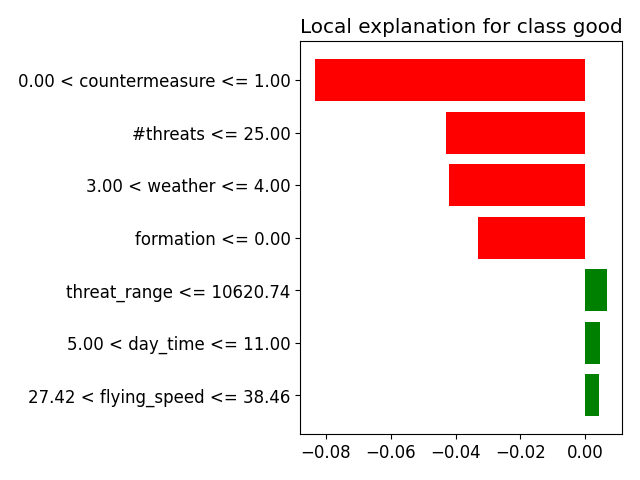 Local explanation for class good
0.00 < countermeasure <= 1.00
#threats <= 25.00
3.00 < weather <= 4.00
formation <= 0.00
threat_range <= 10620.74
5.00 < day_time <= 11.00
27.42 < flying_speed <= 38.46
−0.08 −0.06 −0.04 −0.02 0.00